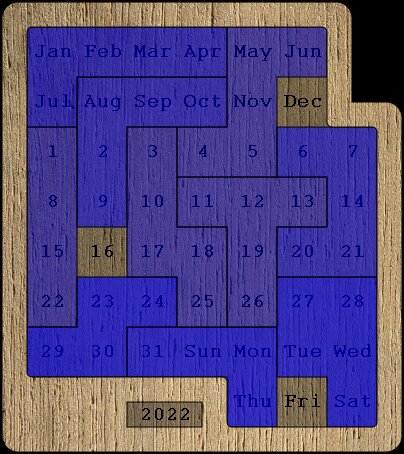 Jan Feb Mar Apr May Jun
Jul Aug Sep Oct Nov Dec
1 2 3 4 5 6 7
8 9 10 11 12 13 14
15 16 17 18 19 20 21
22 23 24 25 26 27 28
29 30 31 Sun Mon Tue Wed
Thu Fri Sat
2022